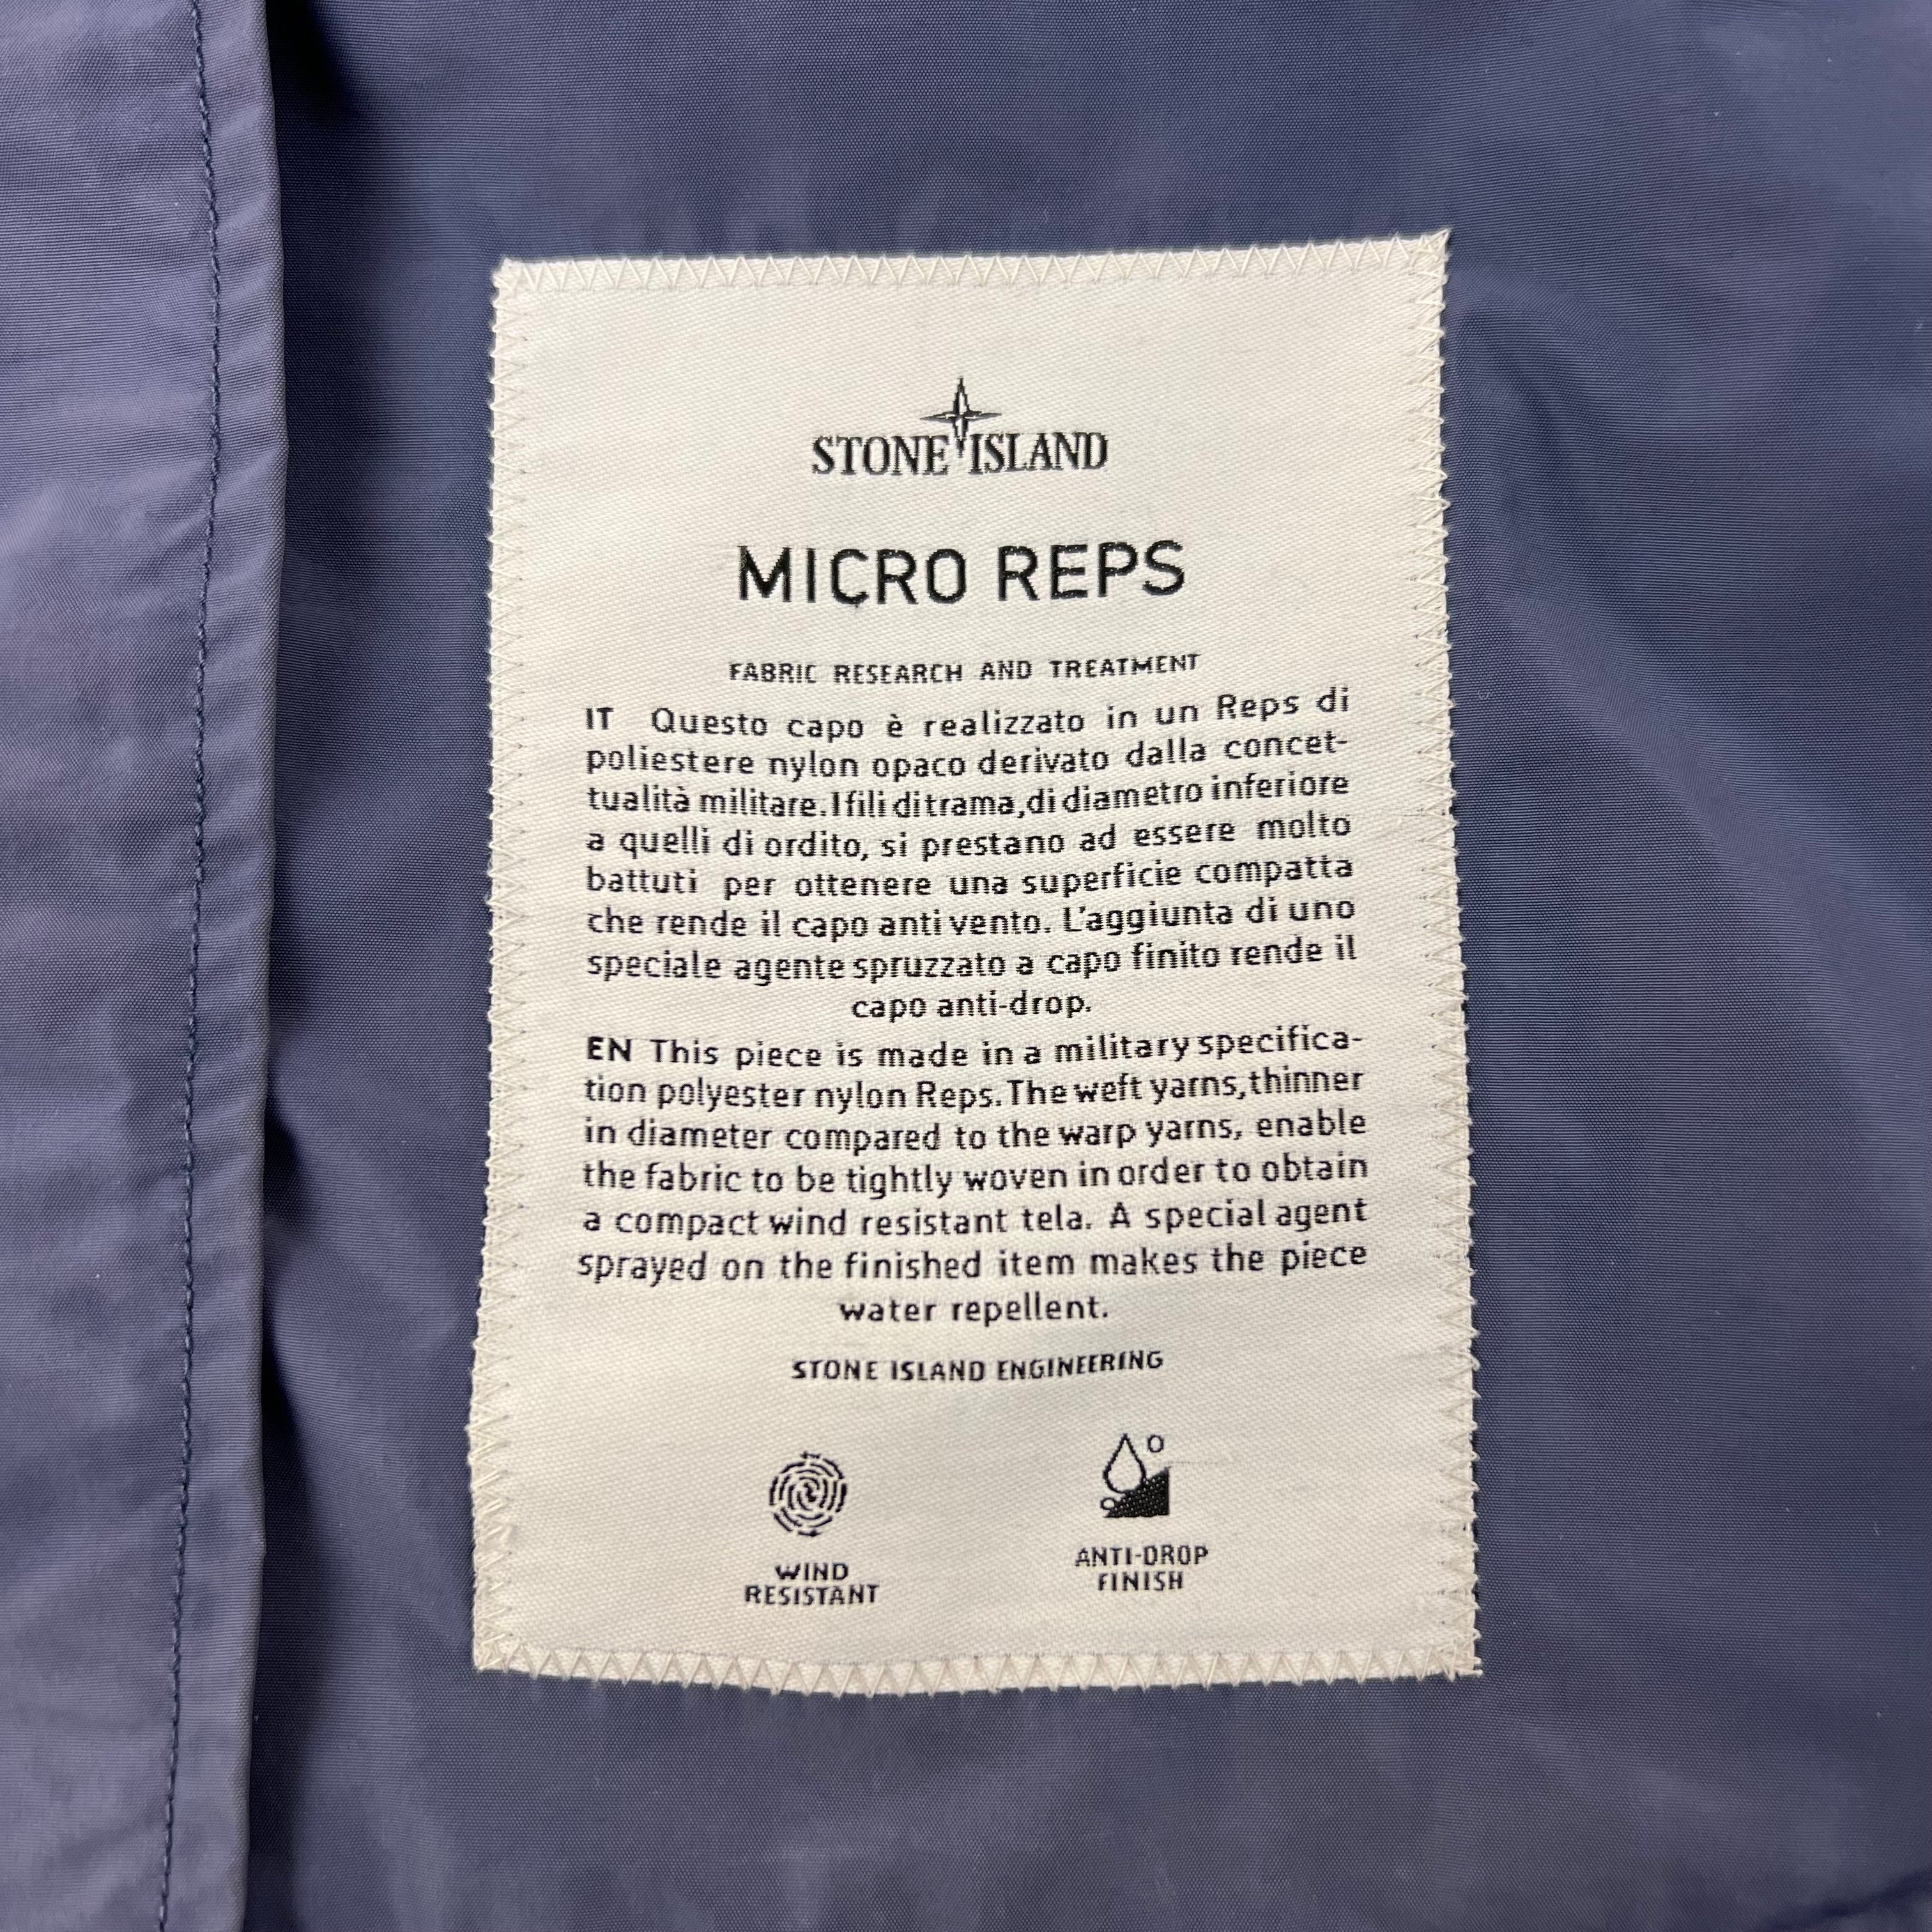 STONE ISLAND
MICRO REPS
FABRIC RESEARCH AND TREATMENT
IT Questo capo è realizzato in un Reps di
poliestere nylon opaco derivato dalla concet-
tualità militare. I fili di trama, di diametro inferiore
a quelli di ordito, si prestano ad essere molto
battuti per ottenere una superficie compatta
che rende il capo anti vento. L'aggiunta di uno
speciale agente spruzzato a capo finito rende il
capo anti-drop.
EN This piece is made in a military specifica-
tion polyester nylon Reps. The weft yarns, thinner
in diameter compared to the warp yarns, enable
the fabric to be tightly woven in order to obtain
a compact wind resistant tela. A special agent
sprayed on the finished item makes the piece
water repellent.
STONE ISLAND ENGINEERING
WIND
RESISTANT
ANTI-DROP
FINISH